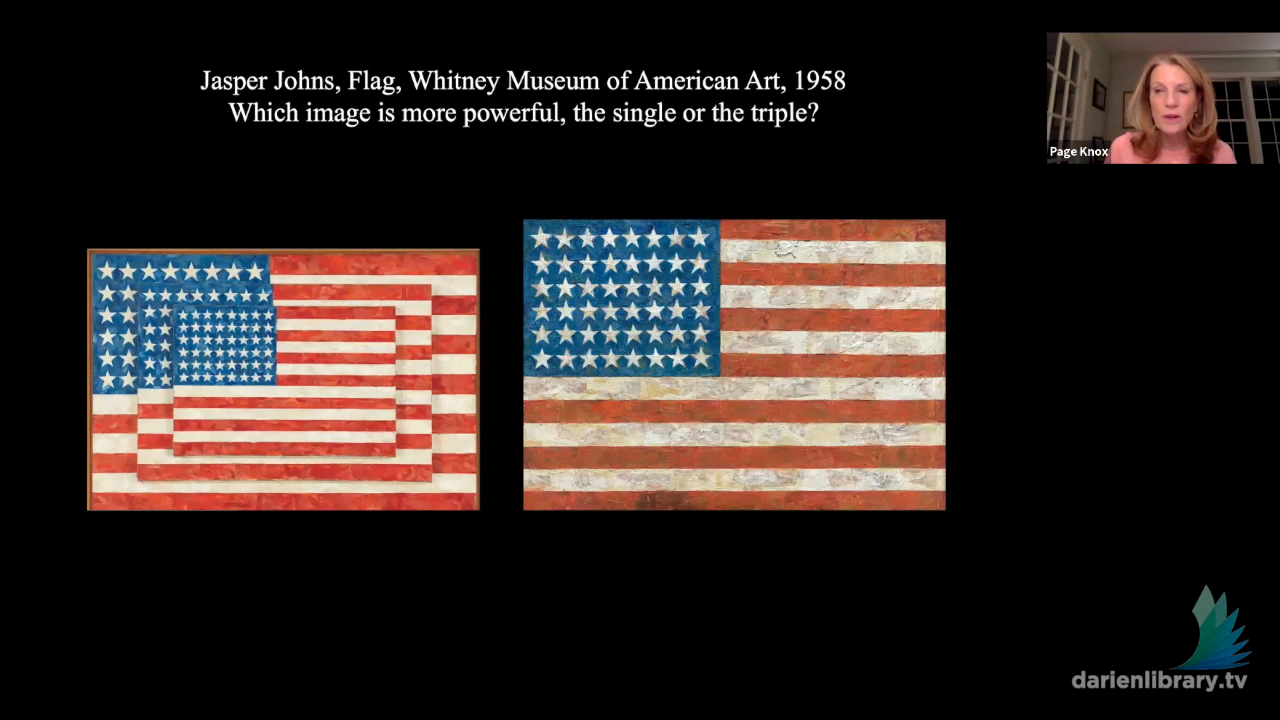 Jasper Johns, Flag, Whitney Museum of American Art, 1958
Which image is more powerful, the single or the triple?
Page Knox
darienlibrary.tv